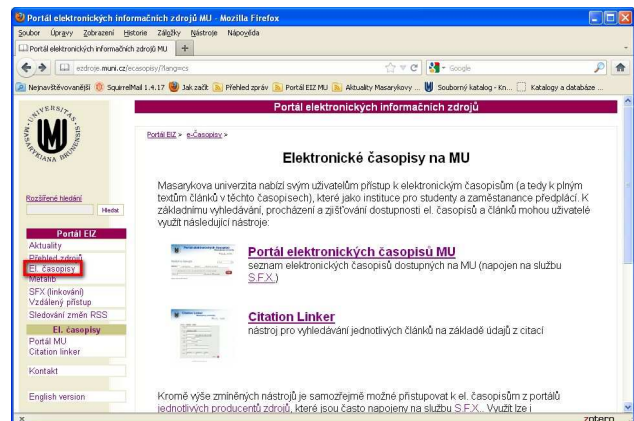 Portál elektronických informačních zdrojů MU - Mozilla Firefox
Soubor Úpravy Zobrazení Historie Záložky Nástroje Nápověda
Portál elektronických informačních zdrojů MU +
ezdroje.muni.cz/ecasopisy/?lang=cs
Google
Nejnavštěvovanější SquirrelMail 1.4.17 Jak začít Přehled zpráv Portál EIZ MU Aktuality Masarykovy ... Souborný katalog - Kn... Katalogy a databáze ...
UNIVERSITAS MASARYKIANA BRUNENSIS
Portál elektronických informačních zdrojů
Portál EIZ > e-Časopisy >
Elektronické časopisy na MU
Masarykova univerzita nabízí svým uživatelům přístup k elektronickým časopisům (a tedy k plným
textům článků v těchto časopisech), které jako instituce pro studenty a zaměstanance předplácí. K
základnímu vyhledávání, procházení a zjišťování dostupnosti el. časopisů a článků mohou uživatelé
využít následující nástroje:
Portál elektronických časopisů MU
seznam elektronických časopisů dostupných na MU (napojen na službu
S.F.X.)
Citation Linker
nástroj pro vyhledávání jednotlivých článků na základě údajů z citací
Kromě výše zmíněných nástrojů je samozřejmě možné přistupovat k el. časopisům z portálů
jednotlivých producentů zdrojů, které jsou často napojeny na službu S.F.X.. Využít lze i
Rozšířené hledání
Hledat
Portál EIZ
Aktuality
Přehled zdrojů
El. časopisy
Metalib
SFX (linkování)
Vzdálený přístup
Sledování změn RSS
El. časopisy
Portál MU
Citation linker
Kontakt
English version
zotero